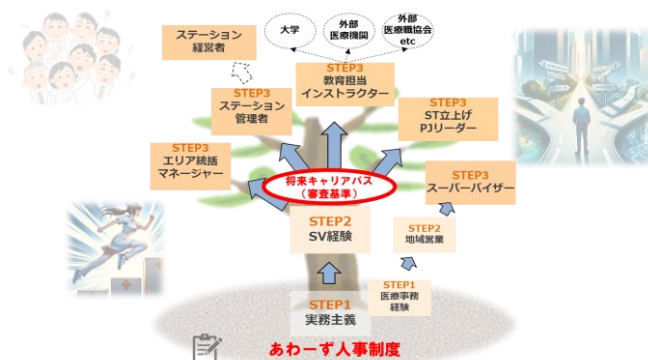 大学
外部
医療機関
外部
医療職協会
etc
ステーション
経営者
STEP3
教育担当
インストラクター
STEP3
ステーション
管理者
STEP3
ST立上げ
PJリーダー
STEP3
エリア統括
マネージャー
STEP3
スーパーバイザー
将来キャリアパス
(審査基準)
STEP2
SV経験
STEP2
地域営業
STEP1
医療事務
経験
STEP1
実務主義
あわーず人事制度